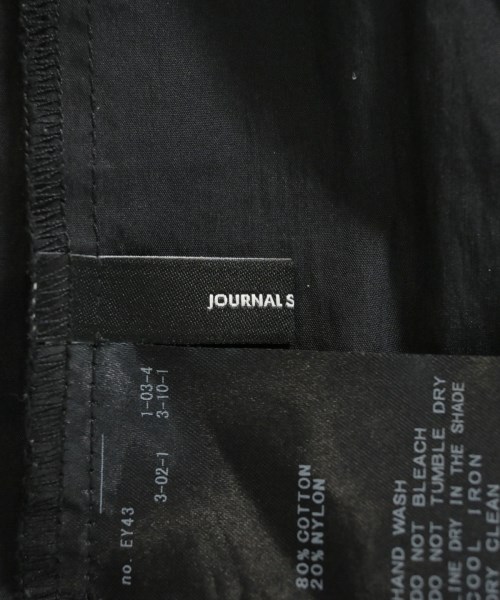 JOURNAL S
1-03-4
3-10-1
3-02-1
no. EY43
80% COTTON
20% NYLON
HAND WASH
DO NOT BLEACH
DO NOT TUMBLE DRY
LINE DRY IN THE SHADE
COOL IRON
DRY CLEAN